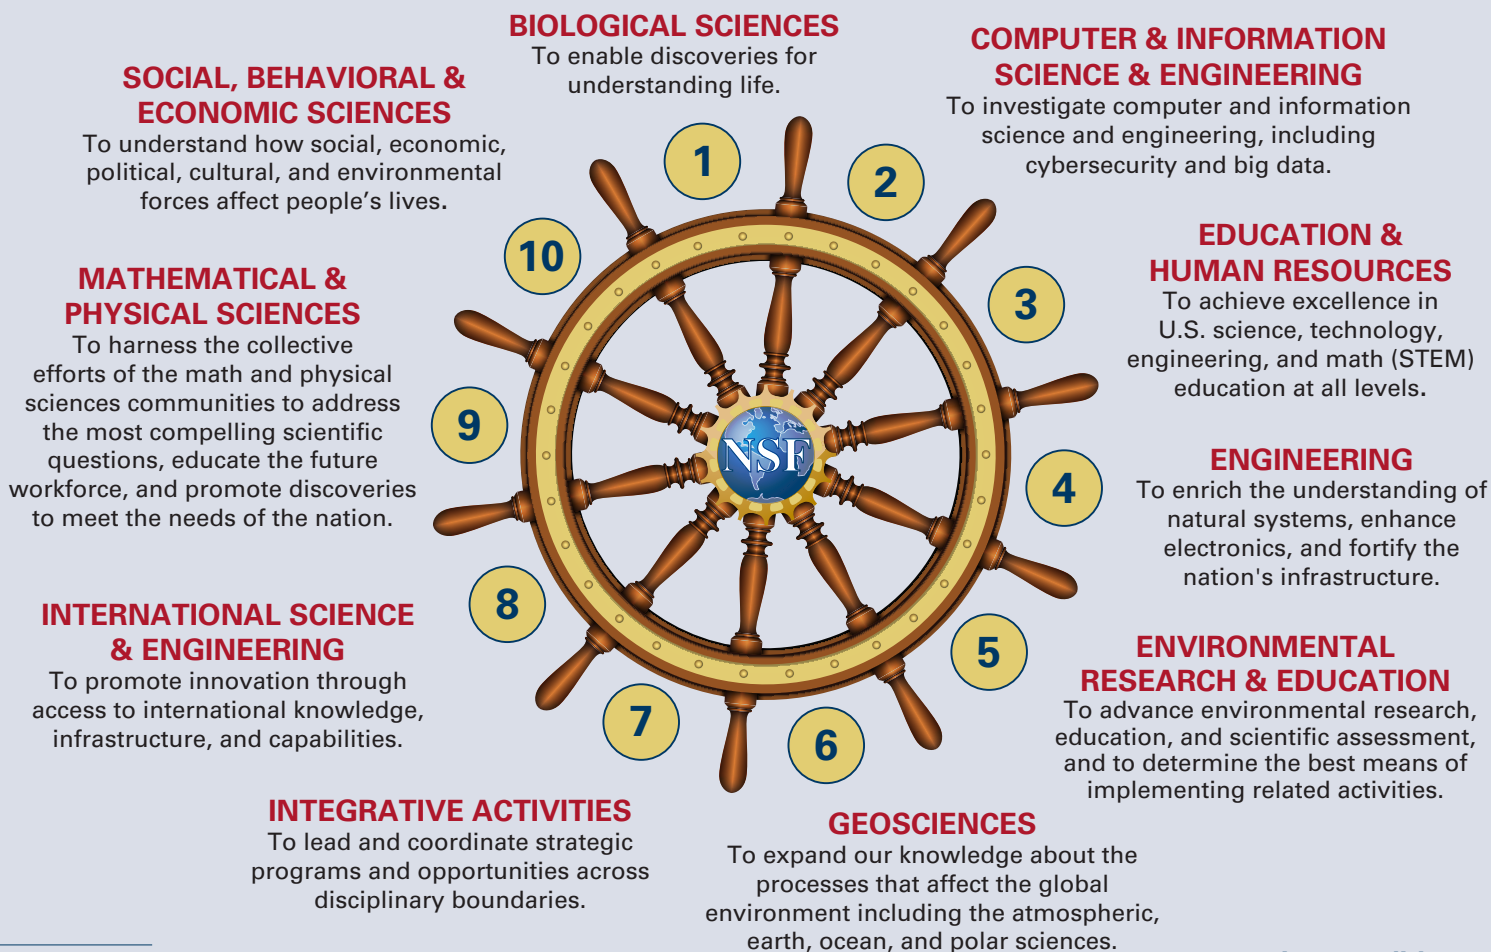 BIOLOGICAL SCIENCES
To enable discoveries for
understanding life.
1
COMPUTER & INFORMATION
SCIENCE & ENGINEERING
To investigate computer and information
science and engineering, including
cybersecurity and big data.
2
EDUCATION &
HUMAN RESOURCES
To achieve excellence in
U.S. science, technology,
engineering, and math (STEM)
education at all levels.
3
ENGINEERING
To enrich the understanding of
natural systems, enhance
electronics, and fortify the
nation's infrastructure.
4
ENVIRONMENTAL
RESEARCH & EDUCATION
To advance environmental research,
education, and scientific assessment,
and to determine the best means of
implementing related activities.
5
GEOSCIENCES
To expand our knowledge about the
processes that affect the global
environment including the atmospheric,
earth, ocean, and polar sciences.
6
INTEGRATIVE ACTIVITIES
To lead and coordinate strategic
programs and opportunities across
disciplinary boundaries.
7
INTERNATIONAL SCIENCE
& ENGINEERING
To promote innovation through
access to international knowledge,
infrastructure, and capabilities.
8
MATHEMATICAL &
PHYSICAL SCIENCES
To harness the collective
efforts of the math and physical
sciences communities to address
the most compelling scientific
questions, educate the future
workforce, and promote discoveries
to meet the needs of the nation.
9
SOCIAL, BEHAVIORAL &
ECONOMIC SCIENCES
To understand how social, economic,
political, cultural, and environmental
forces affect people’s lives.
10
NSF